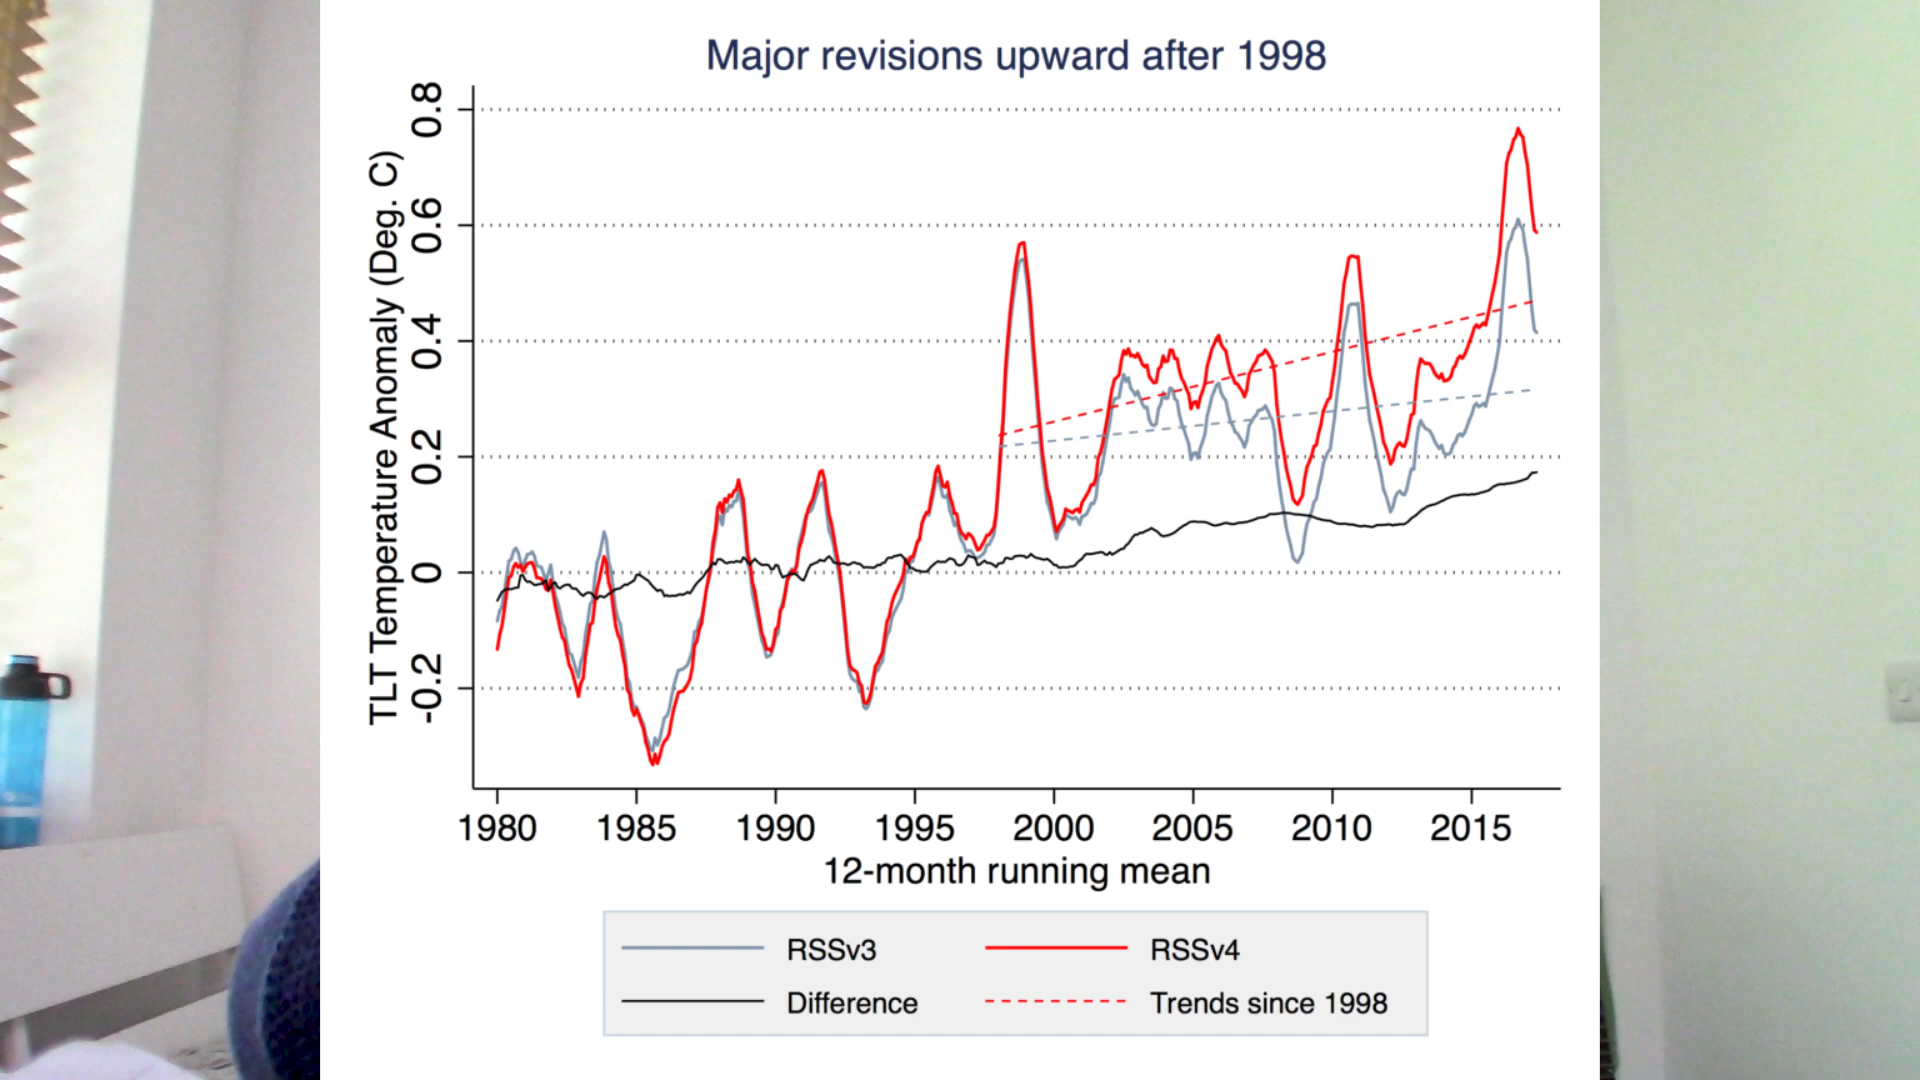 Major revisions upward after 1998
TLT Temperature Anomaly (Deg. C)
0.8
0.6
0.4
0.2
0
-0.2
1980 1985 1990 1995 2000 2005 2010 2015
12-month running mean
RSSv3 RSSv4
Difference Trends since 1998